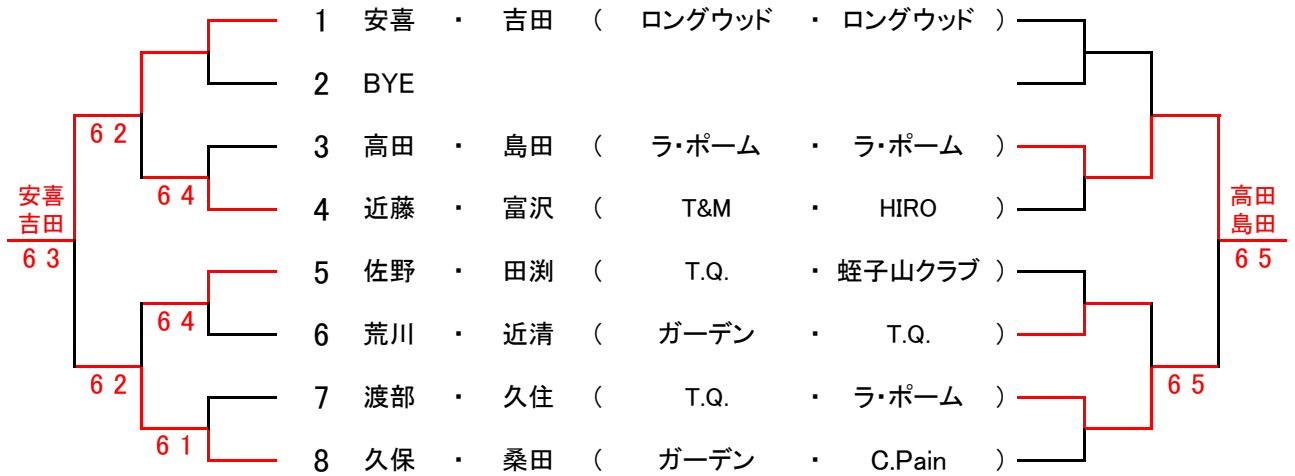 1 安喜 ・ 吉田 ( ロングウッド ・ ロングウッド )
2 BYE
6 2
3 高田 ・ 島田 ( ラ・ポーム ・ ラ・ポーム )
6 4
4 近藤 ・ 富沢 ( T&M ・ HIRO )
安喜
吉田
6 3
高田
島田
6 5
5 佐野 ・ 田渕 ( T.Q. ・ 蛭子山クラブ )
6 4
6 荒川 ・ 近清 ( ガーデン ・ T.Q. )
6 2
6 5
7 渡部 ・ 久住 ( T.Q. ・ ラ・ポーム )
6 1
8 久保 ・ 桑田 ( ガーデン ・ C.Pain )